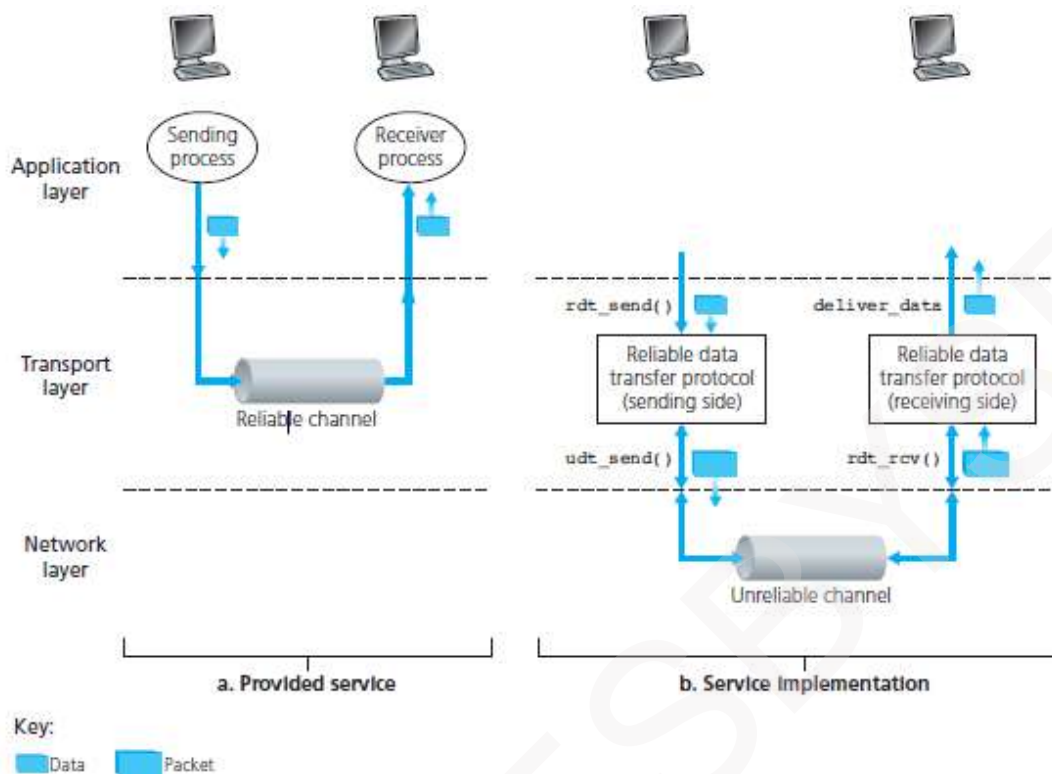 Sending
process
Receiver
process
Application
layer
rdt_send()
deliver_data
Transport
layer
Reliable channel
Reliable data
transfer protocol
(sending side)
Reliable data
transfer protocol
(receiving side)
udt_send()
rdt_rcv()
Network
layer
Unreliable channel
a. Provided service
b. Service implementation
Key:
Data
Packet